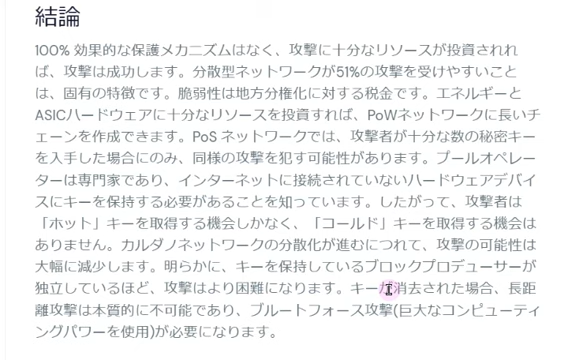 結論
100% 効果的な保護メカニズムはなく、攻撃に十分なリソースが投資されれ
ば、攻撃は成功します。分散型ネットワークが51%の攻撃を受けやすいこと
は、固有の特徴です。脆弱性は地方分権化に対する税金です。エネルギーと
ASICハードウェアに十分なリソースを投資すれば、PoWネットワークに長いチ
ェーンを作成できます。PoS ネットワークでは、攻撃者が十分な数の秘密キー
を入手した場合にのみ、同様の攻撃を犯す可能性があります。プールオペレー
ターは専門家であり、インターネットに接続されていないハードウェアデバイ
スにキーを保持する必要があることを知っています。したがって、攻撃者は
「ホット」キーを取得する機会しかなく、「コールド」キーを取得する機会は
ありません。カルダノネットワークの分散化が進むにつれて、攻撃の可能性は
大幅に減少します。明らかに、キーを保持しているブロックプロデューサーが
独立しているほど、攻撃はより困難になります。キーが消去された場合、長距
離攻撃は本質的に不可能であり、ブルートフォース攻撃(巨大なコンピューティ
ングパワーを使用)が必要になります。